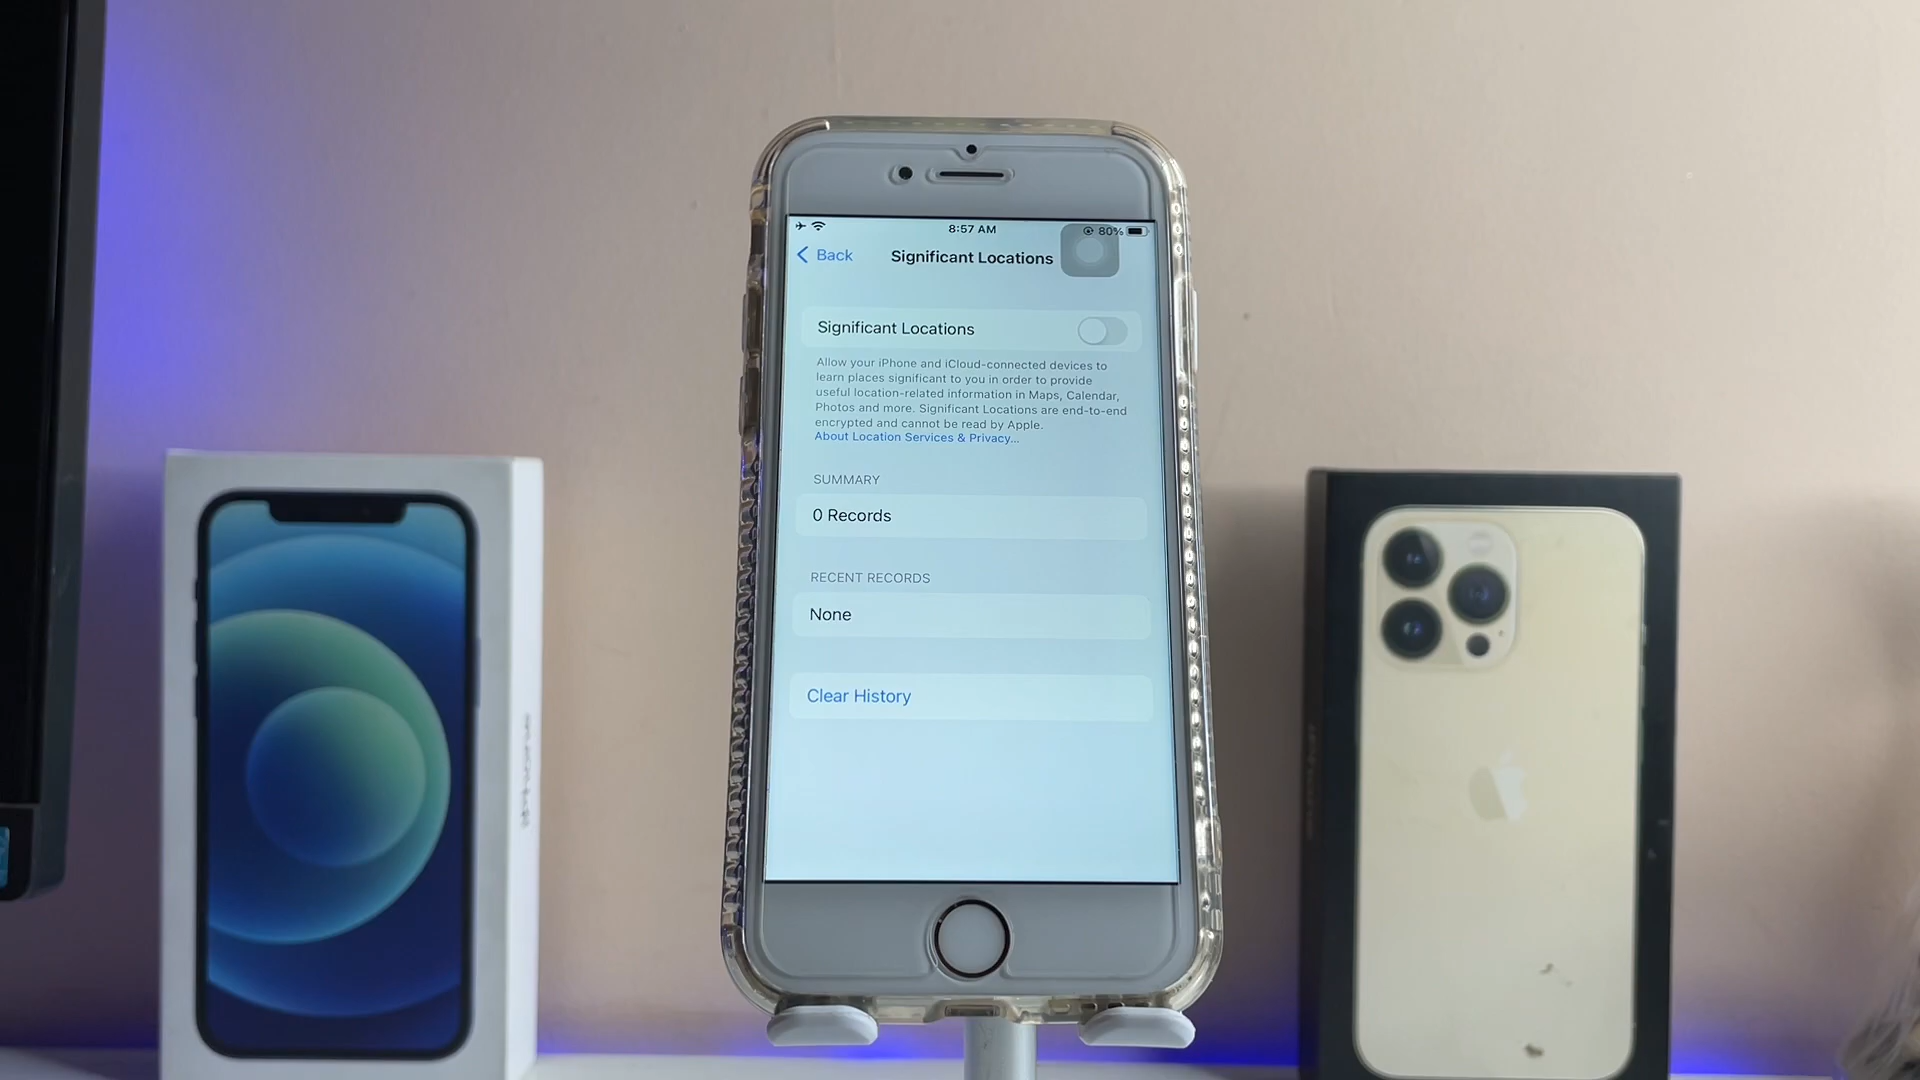 8:57 AM
80%
Back
Significant Locations
Significant Locations
Allow your iPhone and iCloud-connected devices to
learn places significant to you in order to provide
useful location-related information in Maps, Calendar,
Photos and more. Significant Locations are end-to-end
encrypted and cannot be read by Apple.
About Location Services & Privacy...
SUMMARY
0 Records
RECENT RECORDS
None
Clear History